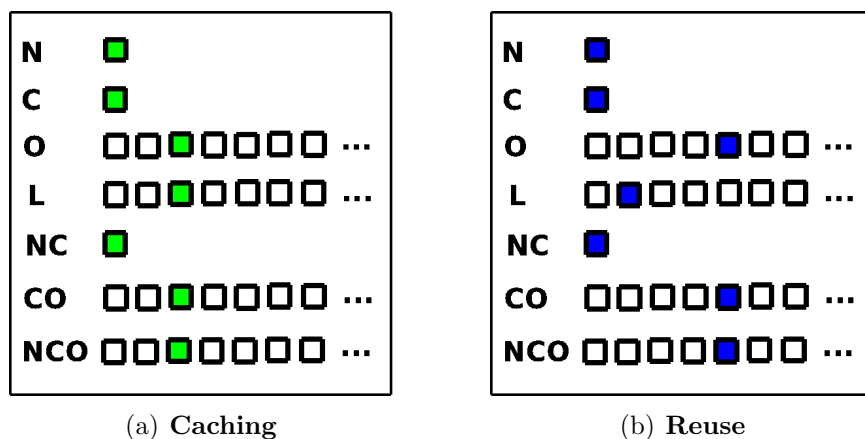 N
C
O ...
L ...
NC
CO ...
NCO ...
(a) Caching
N
C
O ...
L ...
NC
CO ...
NCO ...
(b) Reuse